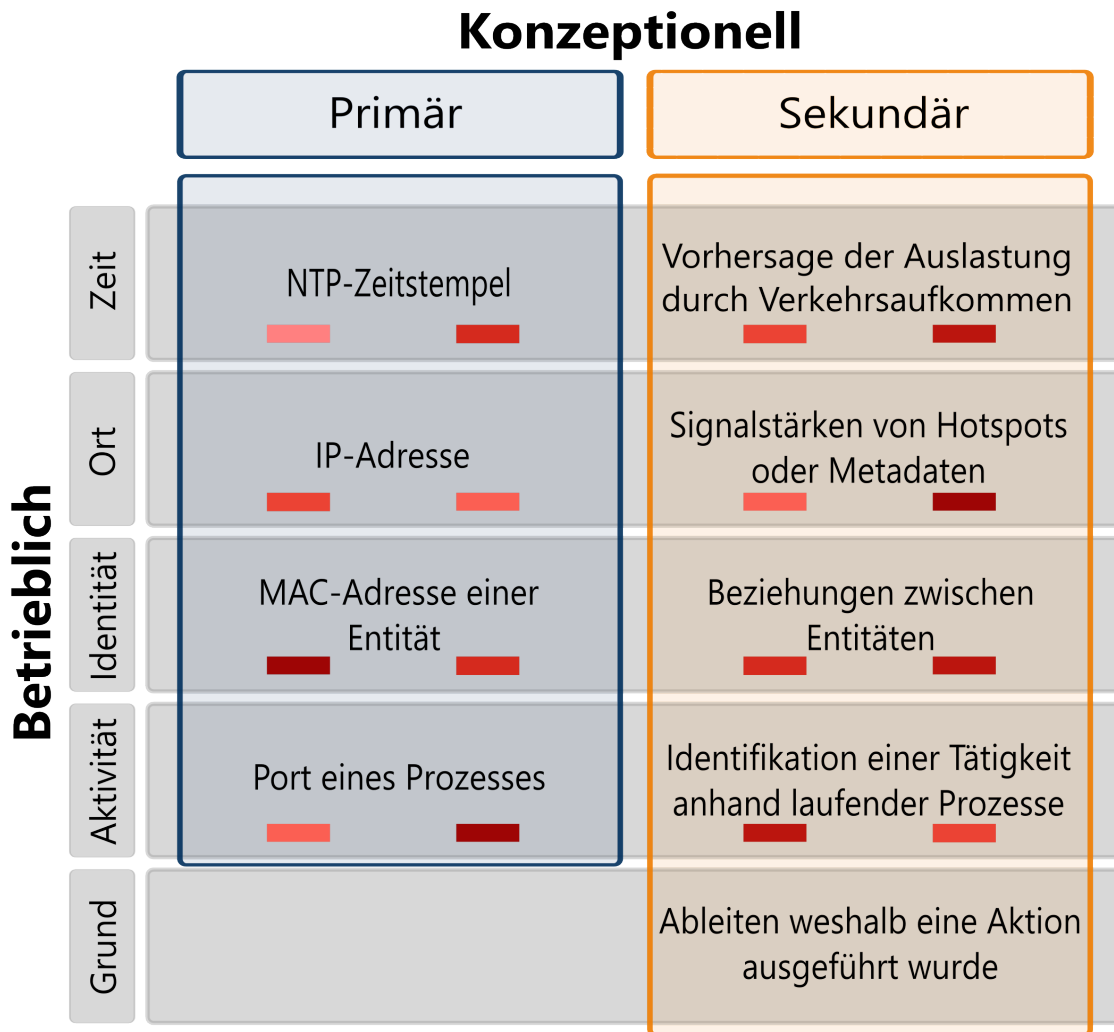 Konzeptionell
Primär
Sekundär
Betrieblich
Zeit
NTP-Zeitstempel
Vorhersage der Auslastung
durch Verkehrsaufkommen
Ort
IP-Adresse
Signalstärken von Hotspots
oder Metadaten
Identität
MAC-Adresse einer
Entität
Beziehungen zwischen
Entitäten
Aktivität
Port eines Prozesses
Identifikation einer Tätigkeit
anhand laufender Prozesse
Grund
Ableiten weshalb eine Aktion
ausgeführt wurde